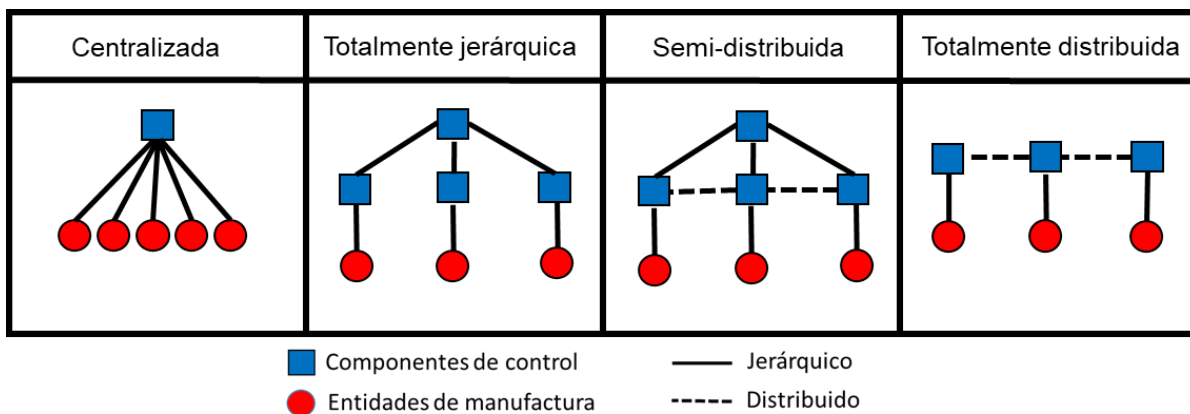 Centralizada
Totalmente jerárquica
Semi-distribuida
Totalmente distribuida
Componentes de control
Jerárquico
Entidades de manufactura
Distribuido